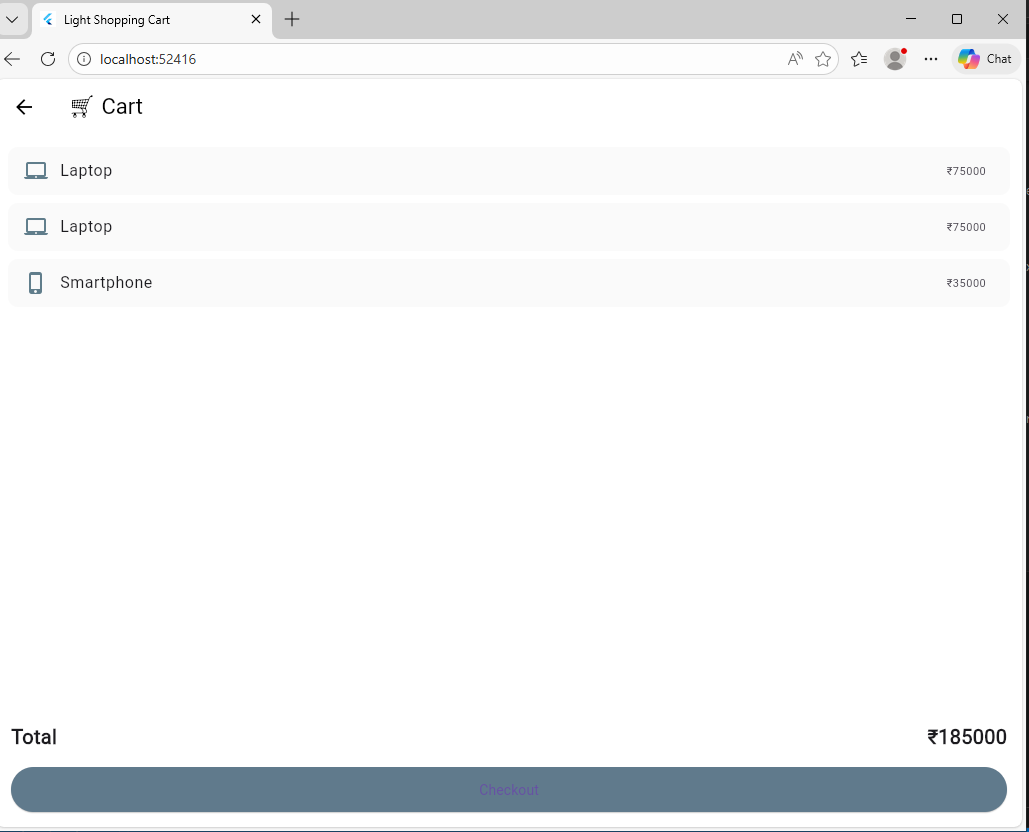 Light Shopping Cart
localhost:52416
Chat
🛒 Cart
Laptop ₹75000
Laptop ₹75000
Smartphone ₹35000
Total ₹185000
Checkout